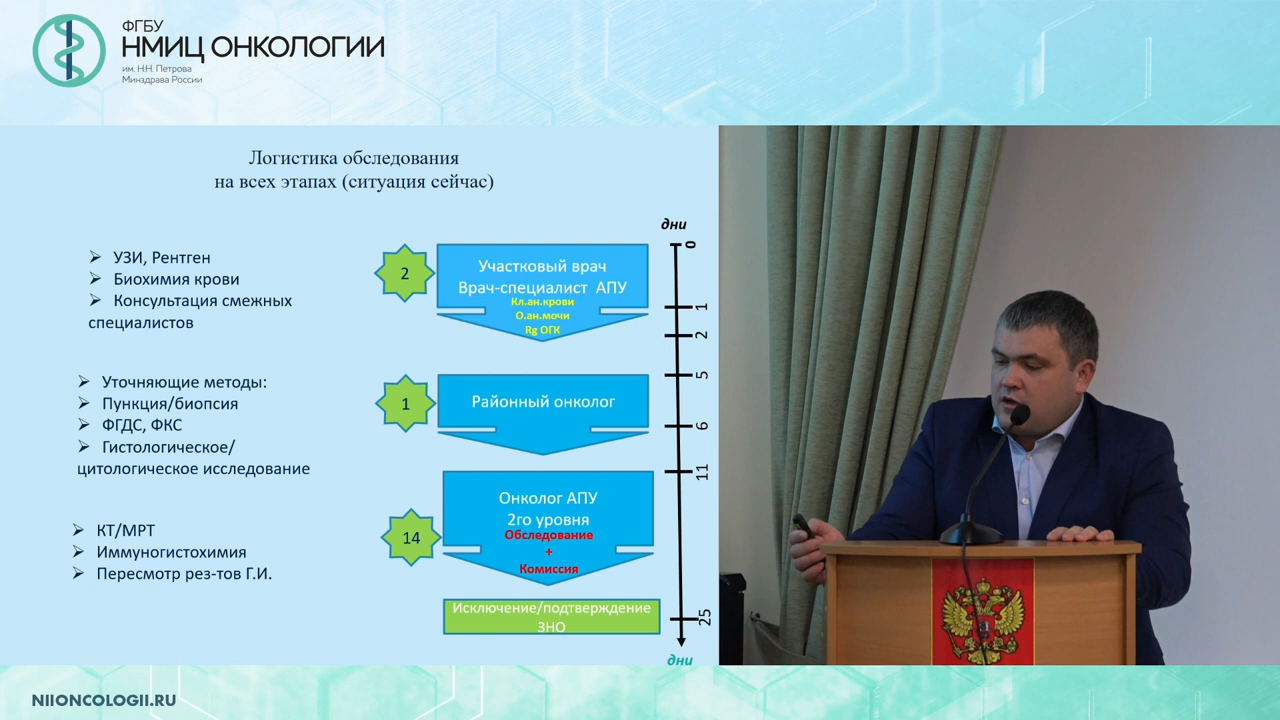 ФГБУ
НМИЦ ОНКОЛОГИИ
им. Н.Н. Петрова
Минздрава России
Логистика обследования
на всех этапах (ситуация сейчас)
УЗИ, Рентген
Биохимия крови
Консультация смежных
специалистов
2
Участковый врач
Врач-специалист АПУ
Кл.ан.крови
О.ан.мочи
Rg ОГК
Уточняющие методы:
Пункция/биопсия
ФГДС, ФКС
Гистологическое/
цитологическое исследование
1
Районный онколог
КТ/МРТ
Иммуногистохимия
Пересмотр рез-тов Г.И.
14
Онколог АПУ
2го уровня
Обследование
+
Комиссия
Исключение/подтверждение
ЗНО
дни
0
1
2
5
6
11
25
дни
NIIONCOLOGII.RU